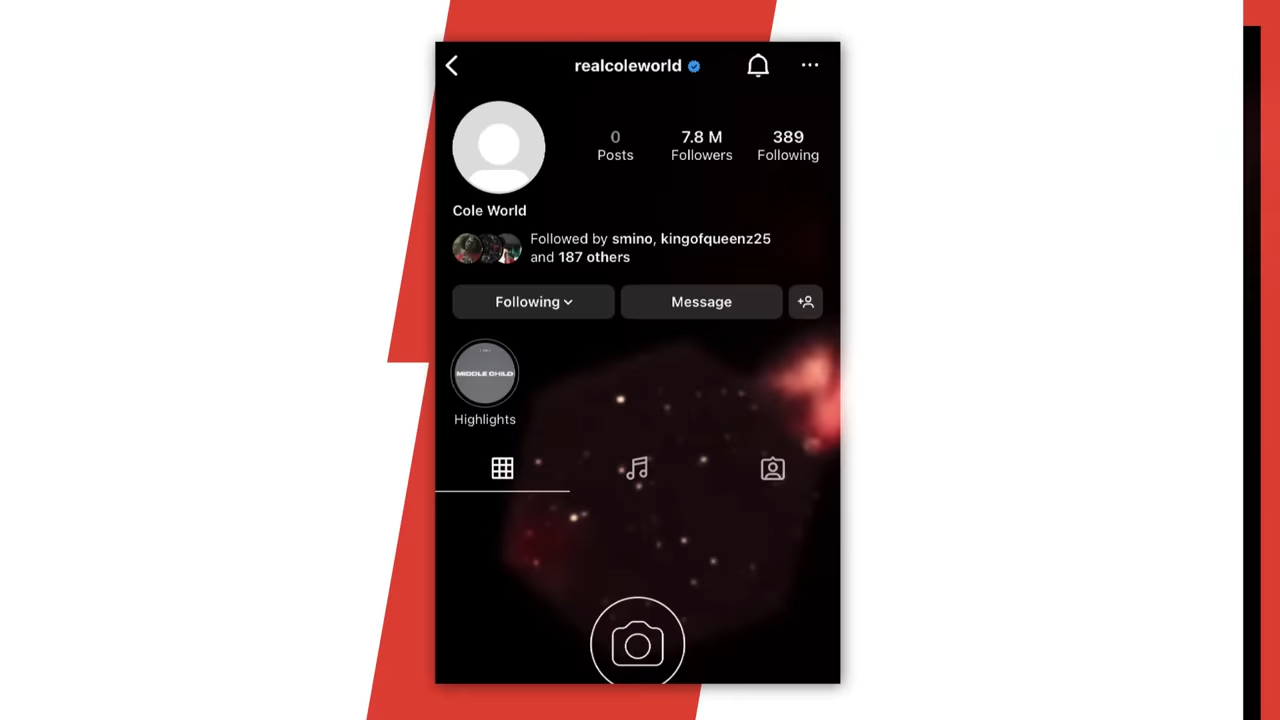 realcoleworld
0 7.8 M 389
Posts Followers Following
Cole World
Followed by smino, kingofqueenz25
and 187 others
Following Message
MIDDLE CHILD
Highlights